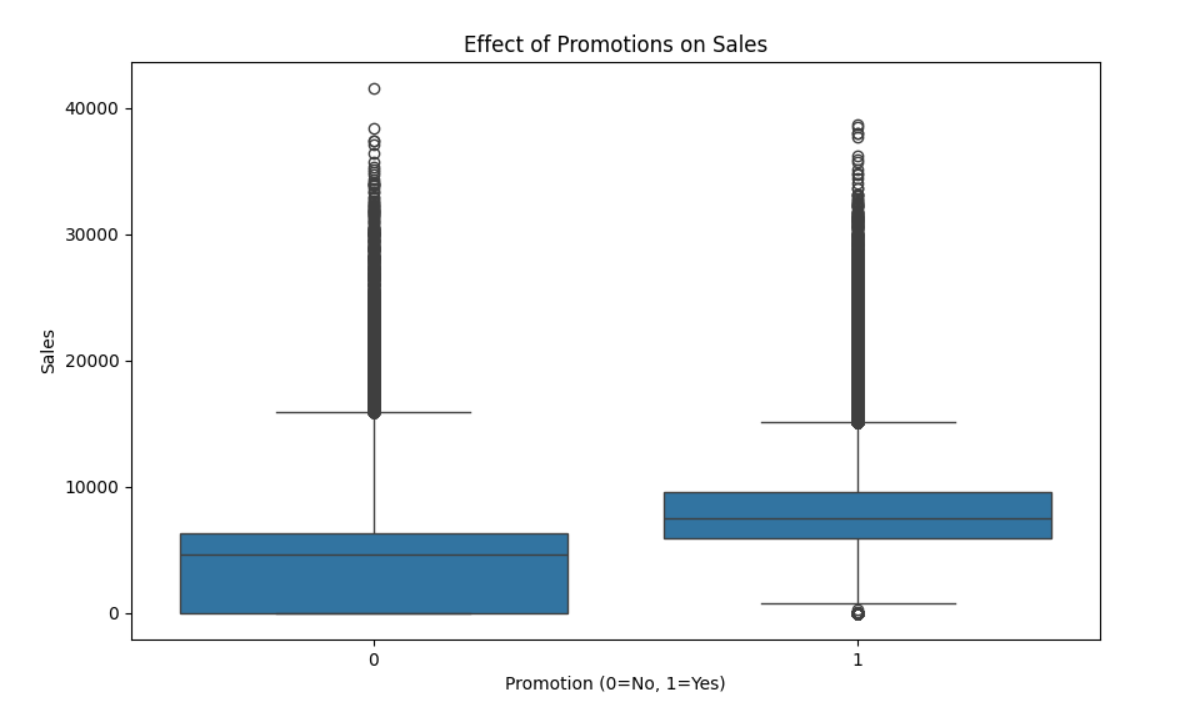 Effect of Promotions on Sales
40000
30000
20000
10000
0
Sales
0
1
Promotion (0=No, 1=Yes)